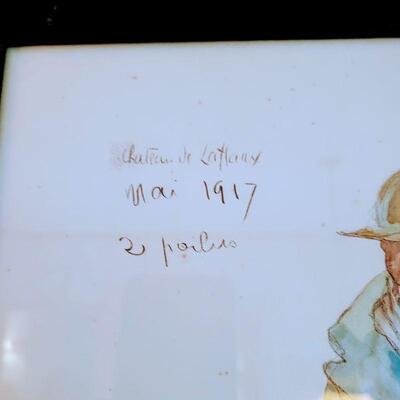 Chateau de Laffaux
Mai 1917
2 poilus